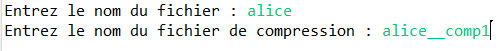 Entrez le nom du fichier : alice
Entrez le nom du fichier de compression : alice__comp1